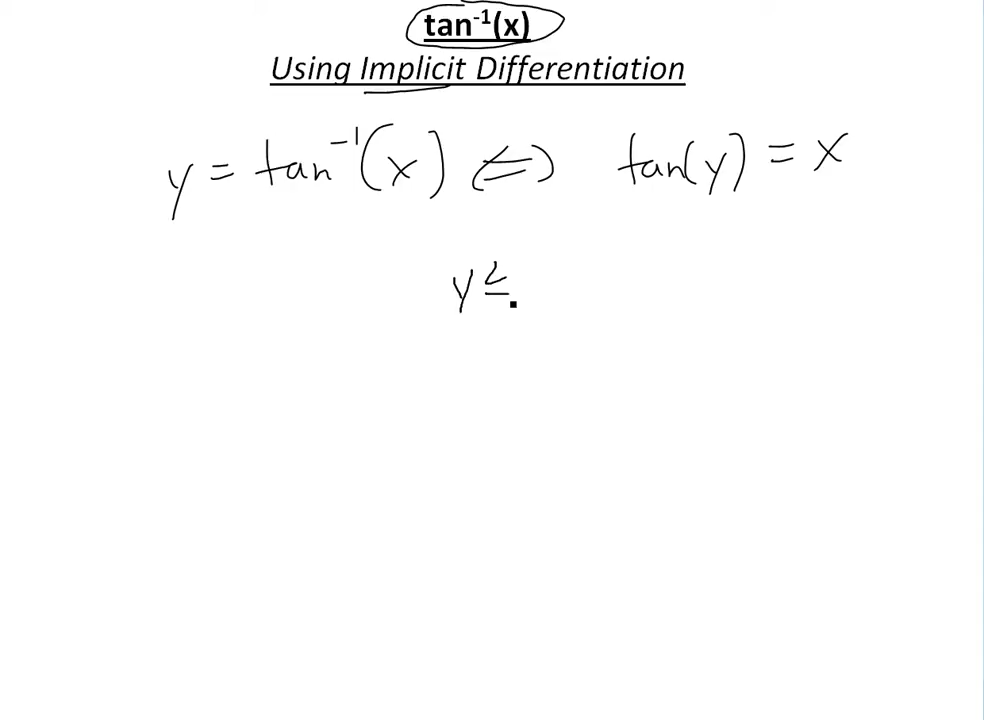 tan⁻¹(x)
Using Implicit Differentiation
y = tan⁻¹(x) ⇔ tan(y) = x
y ≤